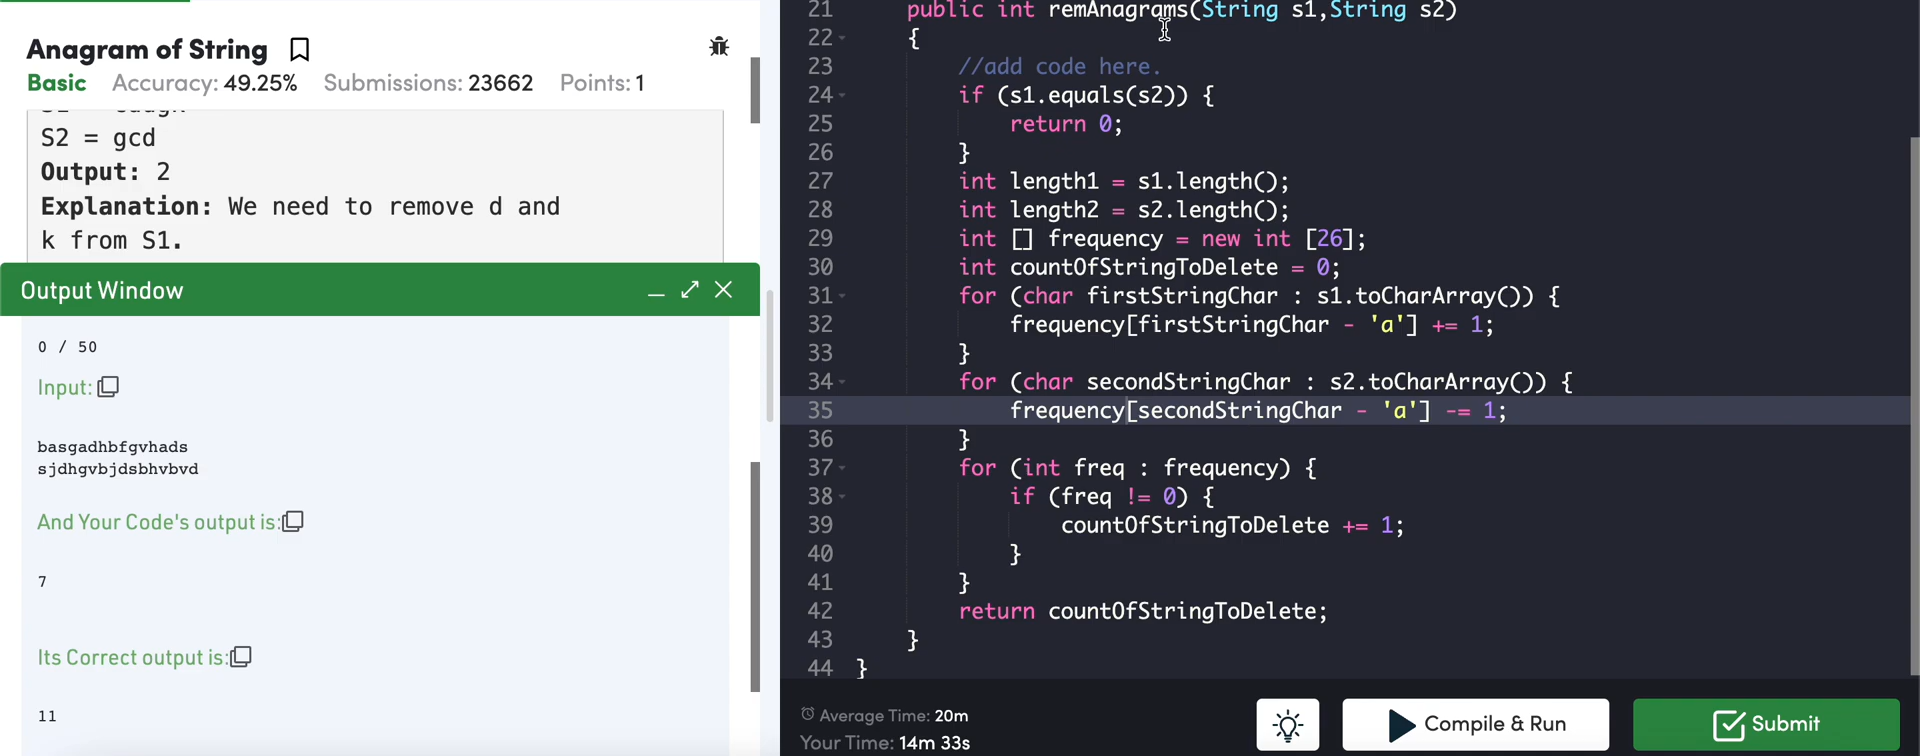 Anagram of String
Basic Accuracy: 49.25% Submissions: 23662 Points: 1
S2 = gcd
Output: 2
Explanation: We need to remove d and
k from S1.
Output Window
0 / 50
Input:
basgadhbfgvhads
sjdhgvbjdsbhvbvd
And Your Code's output is:
7
Its Correct output is:
11
21 public int remAnagrams(String s1,String s2)
22 {
23 //add code here.
24 if (s1.equals(s2)) {
25 return 0;
26 }
27 int length1 = s1.length();
28 int length2 = s2.length();
29 int [] frequency = new int [26];
30 int countOfStringToDelete = 0;
31 for (char firstStringChar : s1.toCharArray()) {
32 frequency[firstStringChar - 'a'] += 1;
33 }
34 for (char secondStringChar : s2.toCharArray()) {
35 frequency[secondStringChar - 'a'] -= 1;
36 }
37 for (int freq : frequency) {
38 if (freq != 0) {
39 countOfStringToDelete += 1;
40 }
41 }
42 return countOfStringToDelete;
43 }
44 }
Average Time: 20m
Your Time: 14m 33s
Compile & Run
Submit